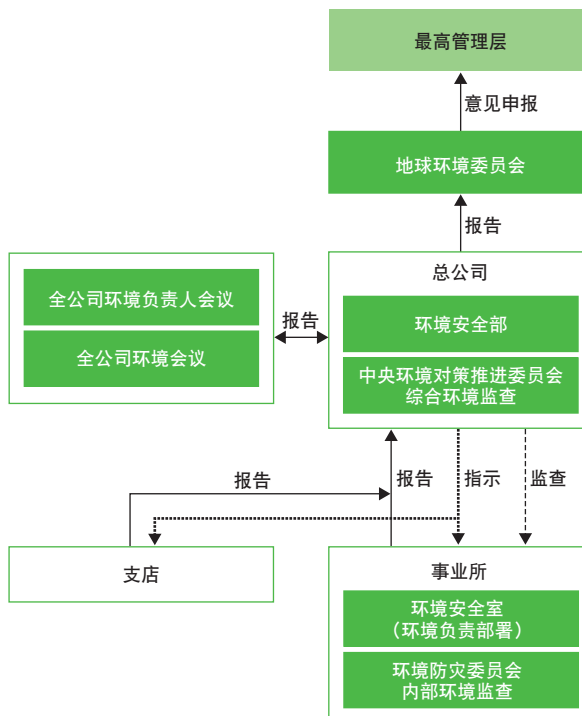 最高管理层
意见申报
地球环境委员会
报告
总公司
全公司环境负责人会议
全公司环境会议
报告
环境安全部
中央环境对策推进委员会
综合环境监查
报告
报告
指示
监查
支店
事业所
环境安全室
（环境负责部署）
环境防灾委员会
内部环境监查